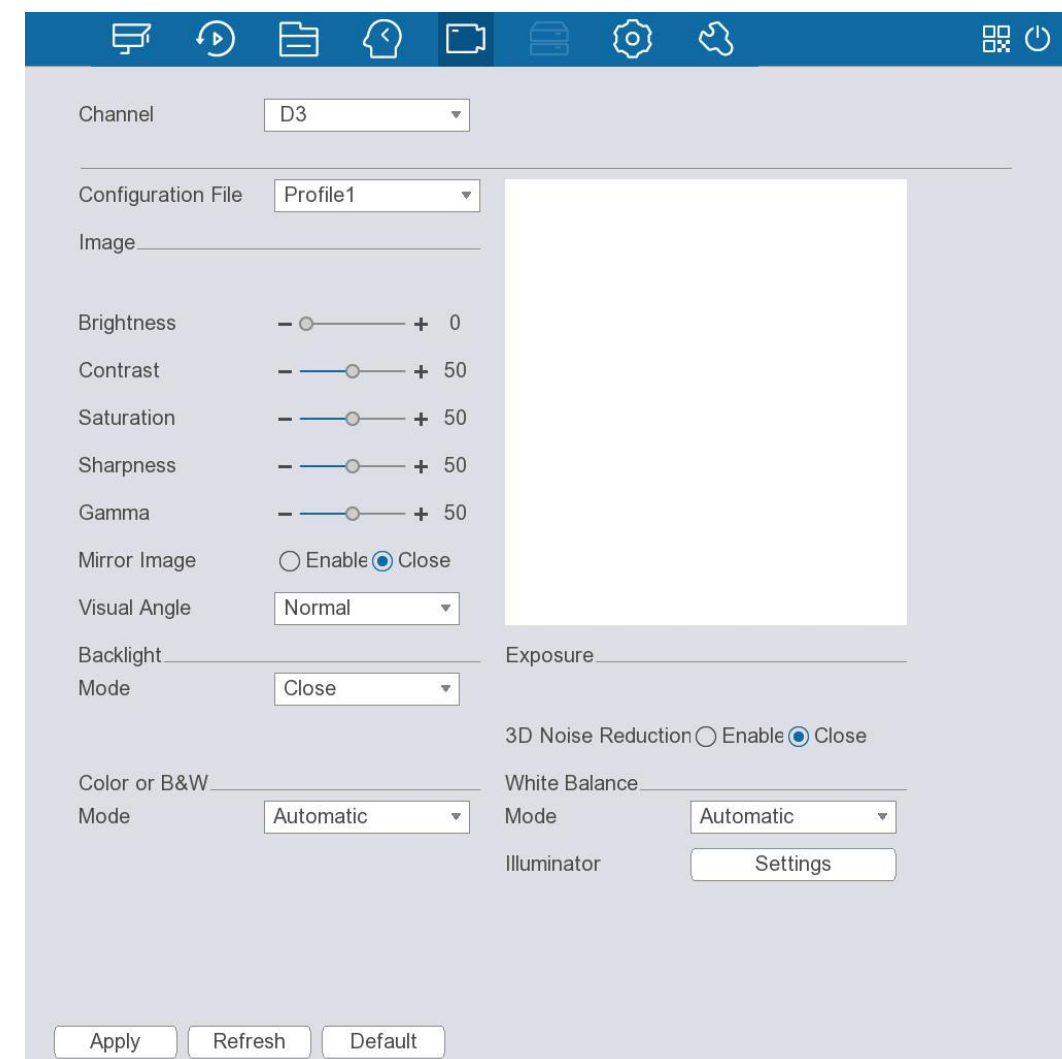 Channel D3
Configuration File Profile1
Image
Brightness 0
Contrast 50
Saturation 50
Sharpness 50
Gamma 50
Mirror Image Enable Close
Visual Angle Normal
Backlight Exposure
Mode Close
3D Noise Reduction Enable Close
Color or B&W White Balance
Mode Automatic Mode Automatic
Illuminator Settings
Apply Refresh Default